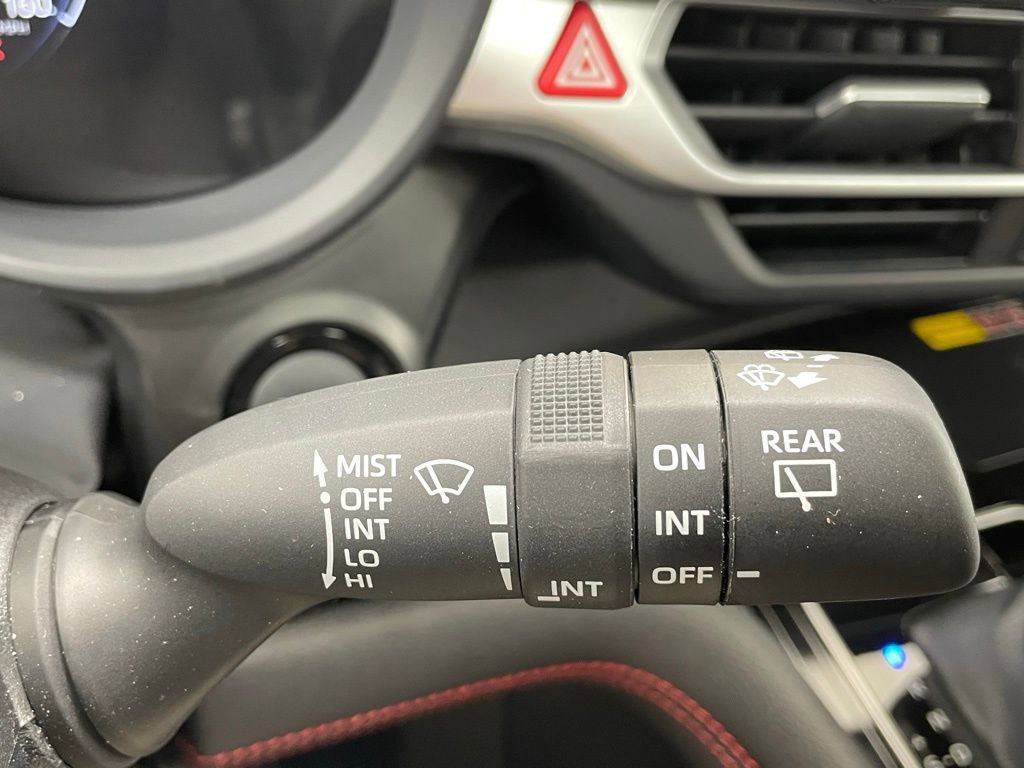 MIST
OFF
INT
LO
HI
INT
ON
INT
OFF
REAR